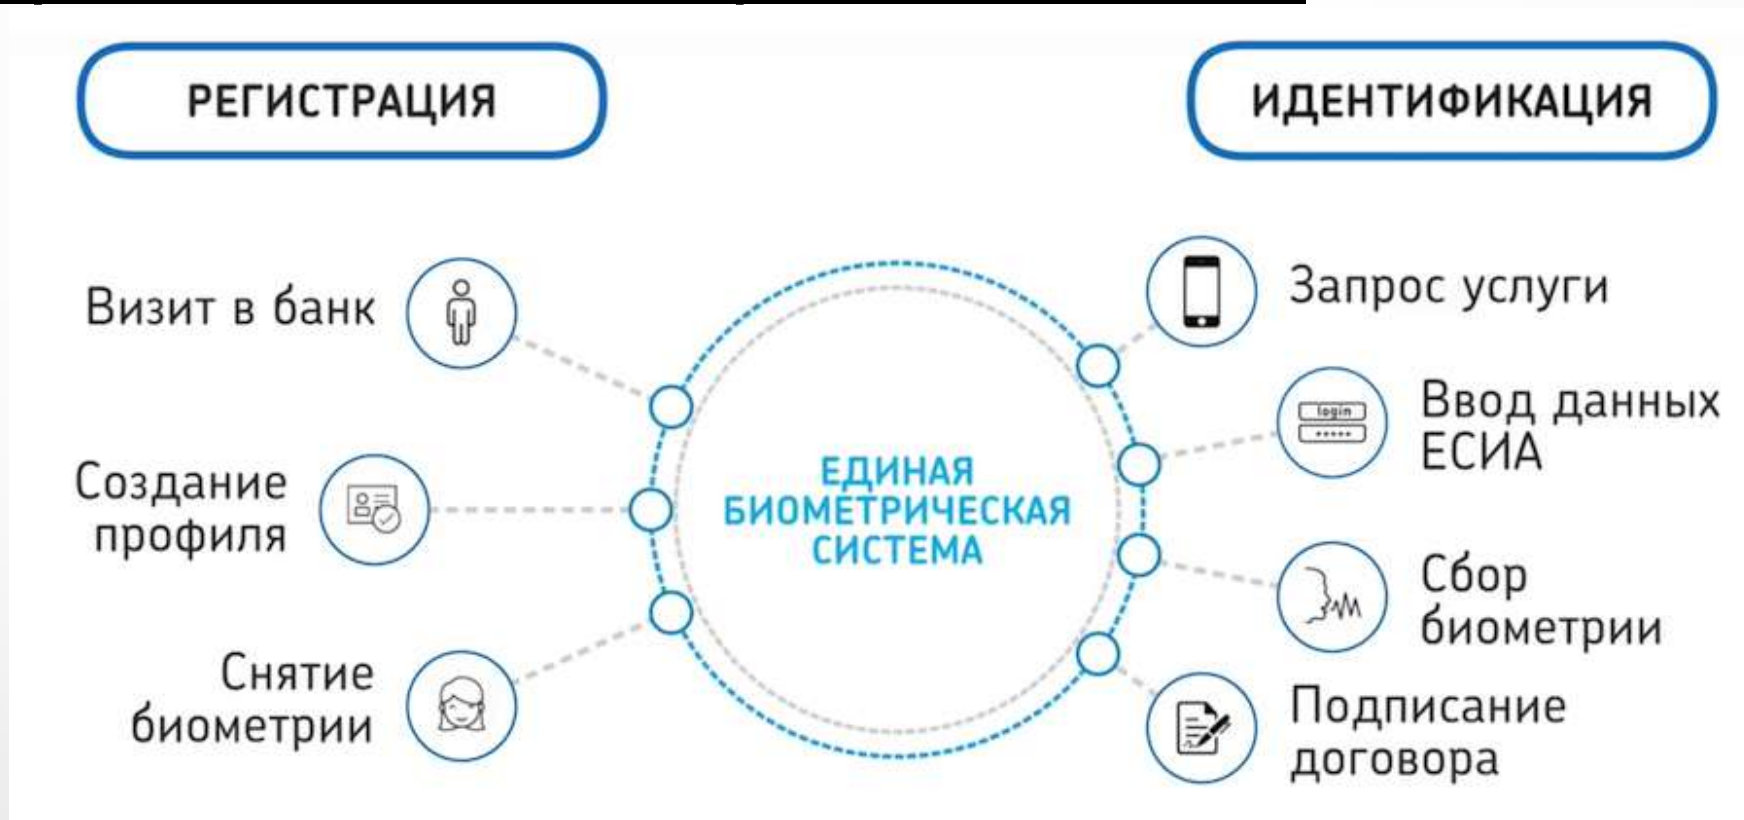 РЕГИСТРАЦИЯ
ИДЕНТИФИКАЦИЯ
Визит в банк
Создание
профиля
Снятие
биометрии
ЕДИНАЯ
БИОМЕТРИЧЕСКАЯ
СИСТЕМА
Запрос услуги
login
*****
Ввод данных
ЕСИА
Сбор
биометрии
Подписание
договора